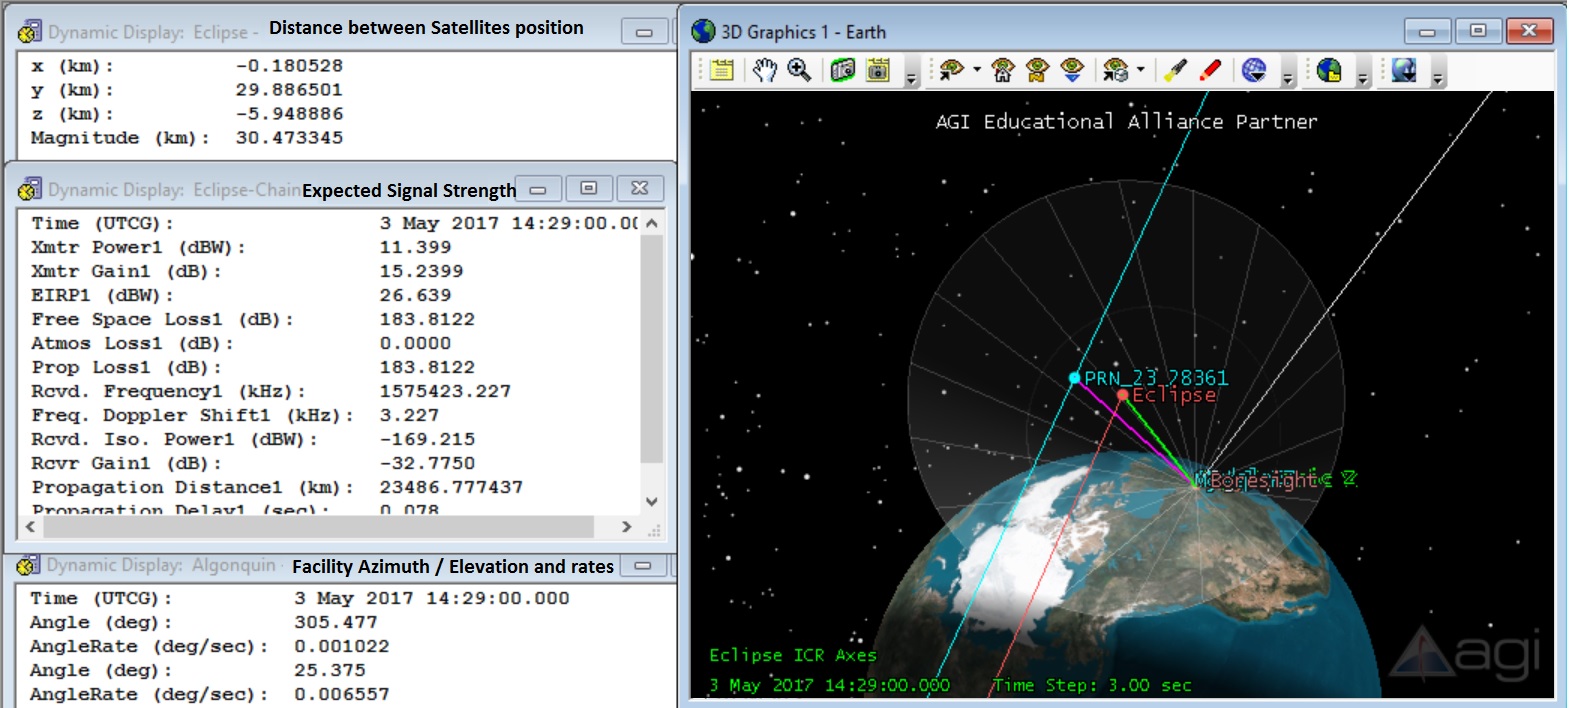 Dynamic Display: Eclipse - Distance between Satellites position
x (km): -0.180528
y (km): 29.886501
z (km): -5.948886
Magnitude (km): 30.473345
Dynamic Display: Eclipse-Chain Expected Signal Strength
Time (UTCG): 3 May 2017 14:29:00.00
Xmtr Power1 (dBW): 11.399
Xmtr Gain1 (dB): 15.2399
EIRP1 (dBW): 26.639
Free Space Loss1 (dB): 183.8122
Atmos Loss1 (dB): 0.0000
Prop Loss1 (dB): 183.8122
Rcvd. Frequency1 (kHz): 1575423.227
Freq. Doppler Shift1 (kHz): 3.227
Rcvd. Iso. Power1 (dBW): -169.215
Rcvr Gain1 (dB): -32.7750
Propagation Distance1 (km): 23486.777437
Propagation Delay1 (sec): 0.078
Dynamic Display: Algonquin Facility Azimuth / Elevation and rates
Time (UTCG): 3 May 2017 14:29:00.000
Angle (deg): 305.477
AngleRate (deg/sec): 0.001022
Angle (deg): 25.375
AngleRate (deg/sec): 0.006557
3D Graphics 1 - Earth
AGI Educational Alliance Partner
PRN_23_28361
Eclipse
Boresight
Eclipse ICR Axes
3 May 2017 14:29:00.000 Time Step: 3.00 sec
agi